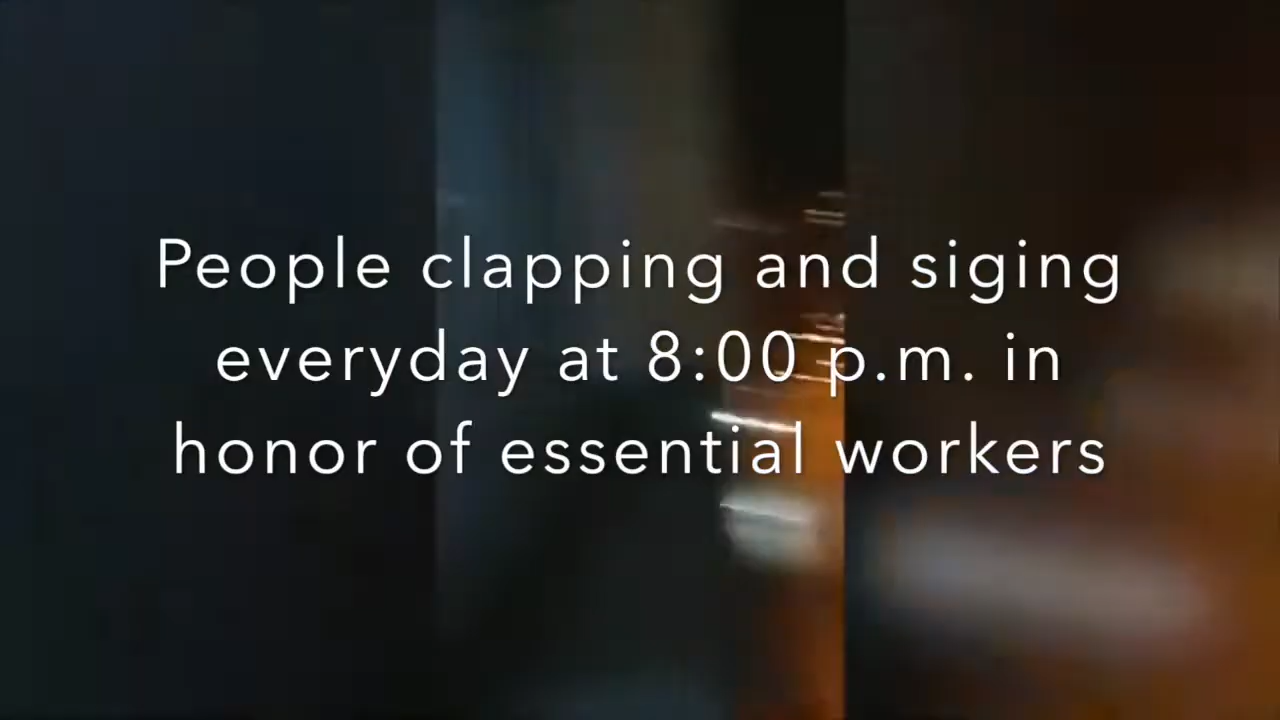 People clapping and siging
everyday at 8:00 p.m. in
honor of essential workers